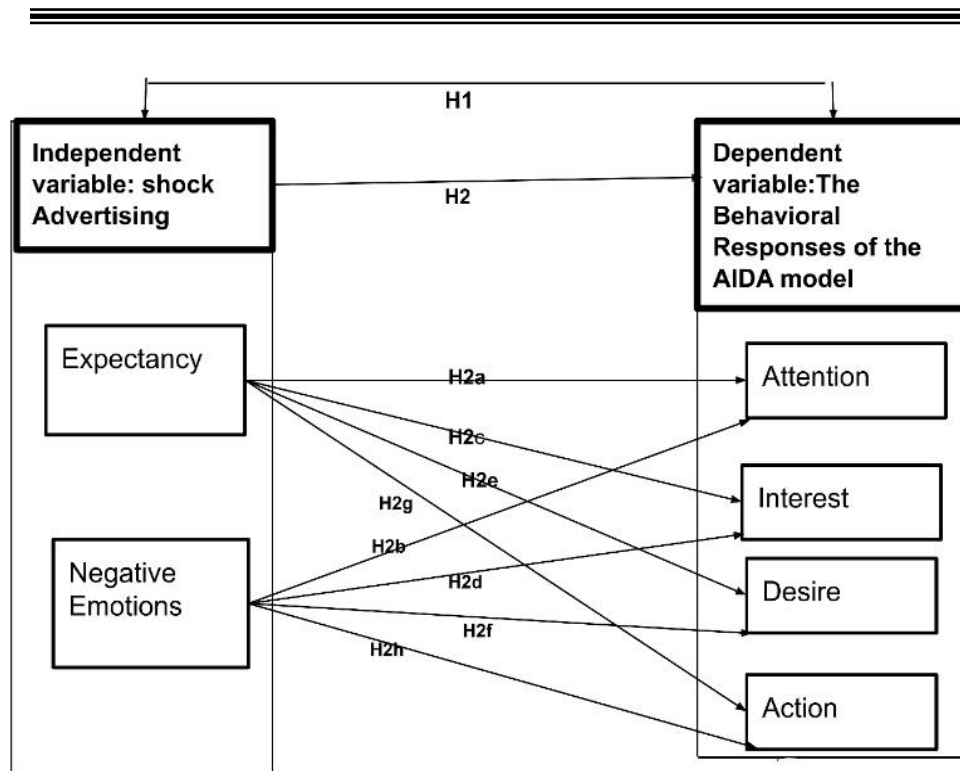 H1
Independent
variable: shock
Advertising
H2
Dependent
variable:The
Behavioral
Responses of the
AIDA model
Expectancy
H2a
Attention
H2c
H2e
Interest
H2g
H2b
Negative
Emotions
H2d
Desire
H2f
H2h
Action